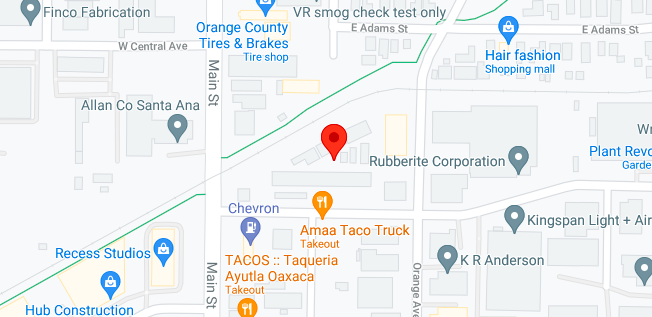 Finco Fabrication
VR smog check test only
Orange County
Tires & Brakes
Tire shop
E Adams St
E Adams St
W Central Ave
Hair fashion
Shopping mall
Main St
Allan Co Santa Ana
Wr
Plant Revo
Garde
Rubberite Corporation
Chevron
Amaa Taco Truck
Takeout
Kingspan Light + Air
Recess Studios
TACOS :: Taqueria
Ayutla Oaxaca
Takeout
K R Anderson
Main St
Orange Ave
Hub Construction